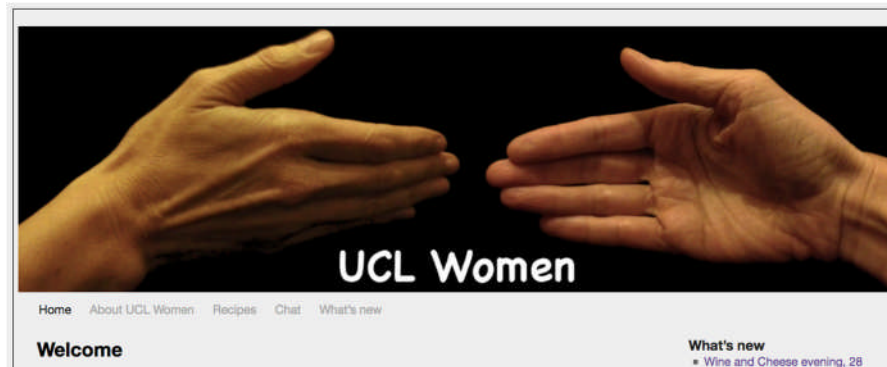 UCL Women
Home About UCL Women Recipes Chat What's new
Welcome
What's new
Wine and Cheese evening, 28